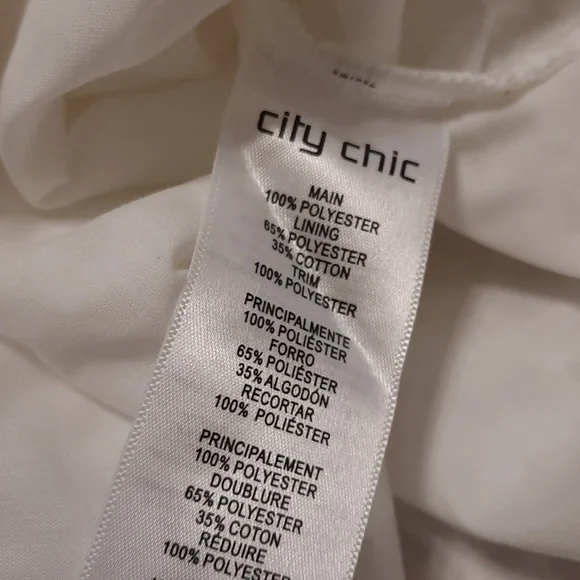 city chic
MAIN
100% POLYESTER
LINING
65% POLYESTER
35% COTTON
TRIM
100% POLYESTER
PRINCIPALMENTE
100% POLIÉSTER
FORRO
65% POLIÉSTER
35% ALGODÓN
RECORTAR
100% POLIÉSTER
PRINCIPALEMENT
100% POLYESTER
DOUBLURE
65% POLYESTER
35% COTON
RÉDUIRE
100% POLYESTER